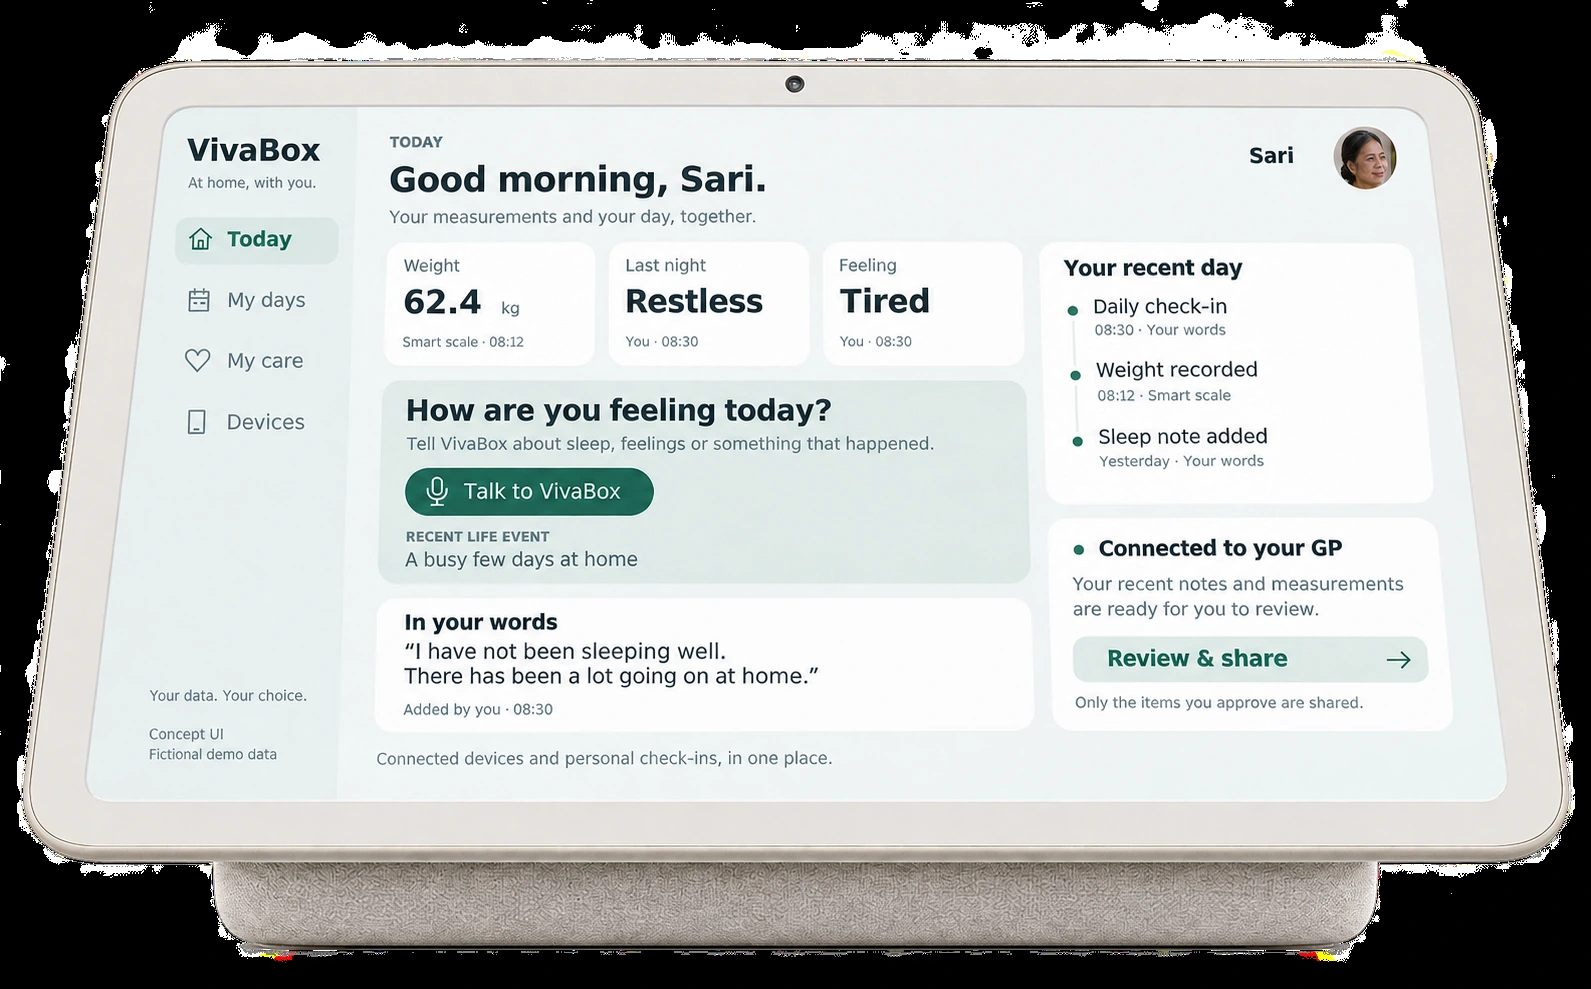 VivaBox
At home, with you.
Today
My days
My care
Devices
Your data. Your choice.
Concept UI
Fictional demo data
TODAY
Good morning, Sari.
Your measurements and your day, together.
Sari
Weight
62.4 kg
Smart scale · 08:12
Last night
Restless
You · 08:30
Feeling
Tired
You · 08:30
How are you feeling today?
Tell VivaBox about sleep, feelings or something that happened.
Talk to VivaBox
RECENT LIFE EVENT
A busy few days at home
In your words
“I have not been sleeping well.
There has been a lot going on at home.”
Added by you · 08:30
Connected devices and personal check-ins, in one place.
Your recent day
Daily check-in
08:30 · Your words
Weight recorded
08:12 · Smart scale
Sleep note added
Yesterday · Your words
Connected to your GP
Your recent notes and measurements
are ready for you to review.
Review & share
Only the items you approve are shared.